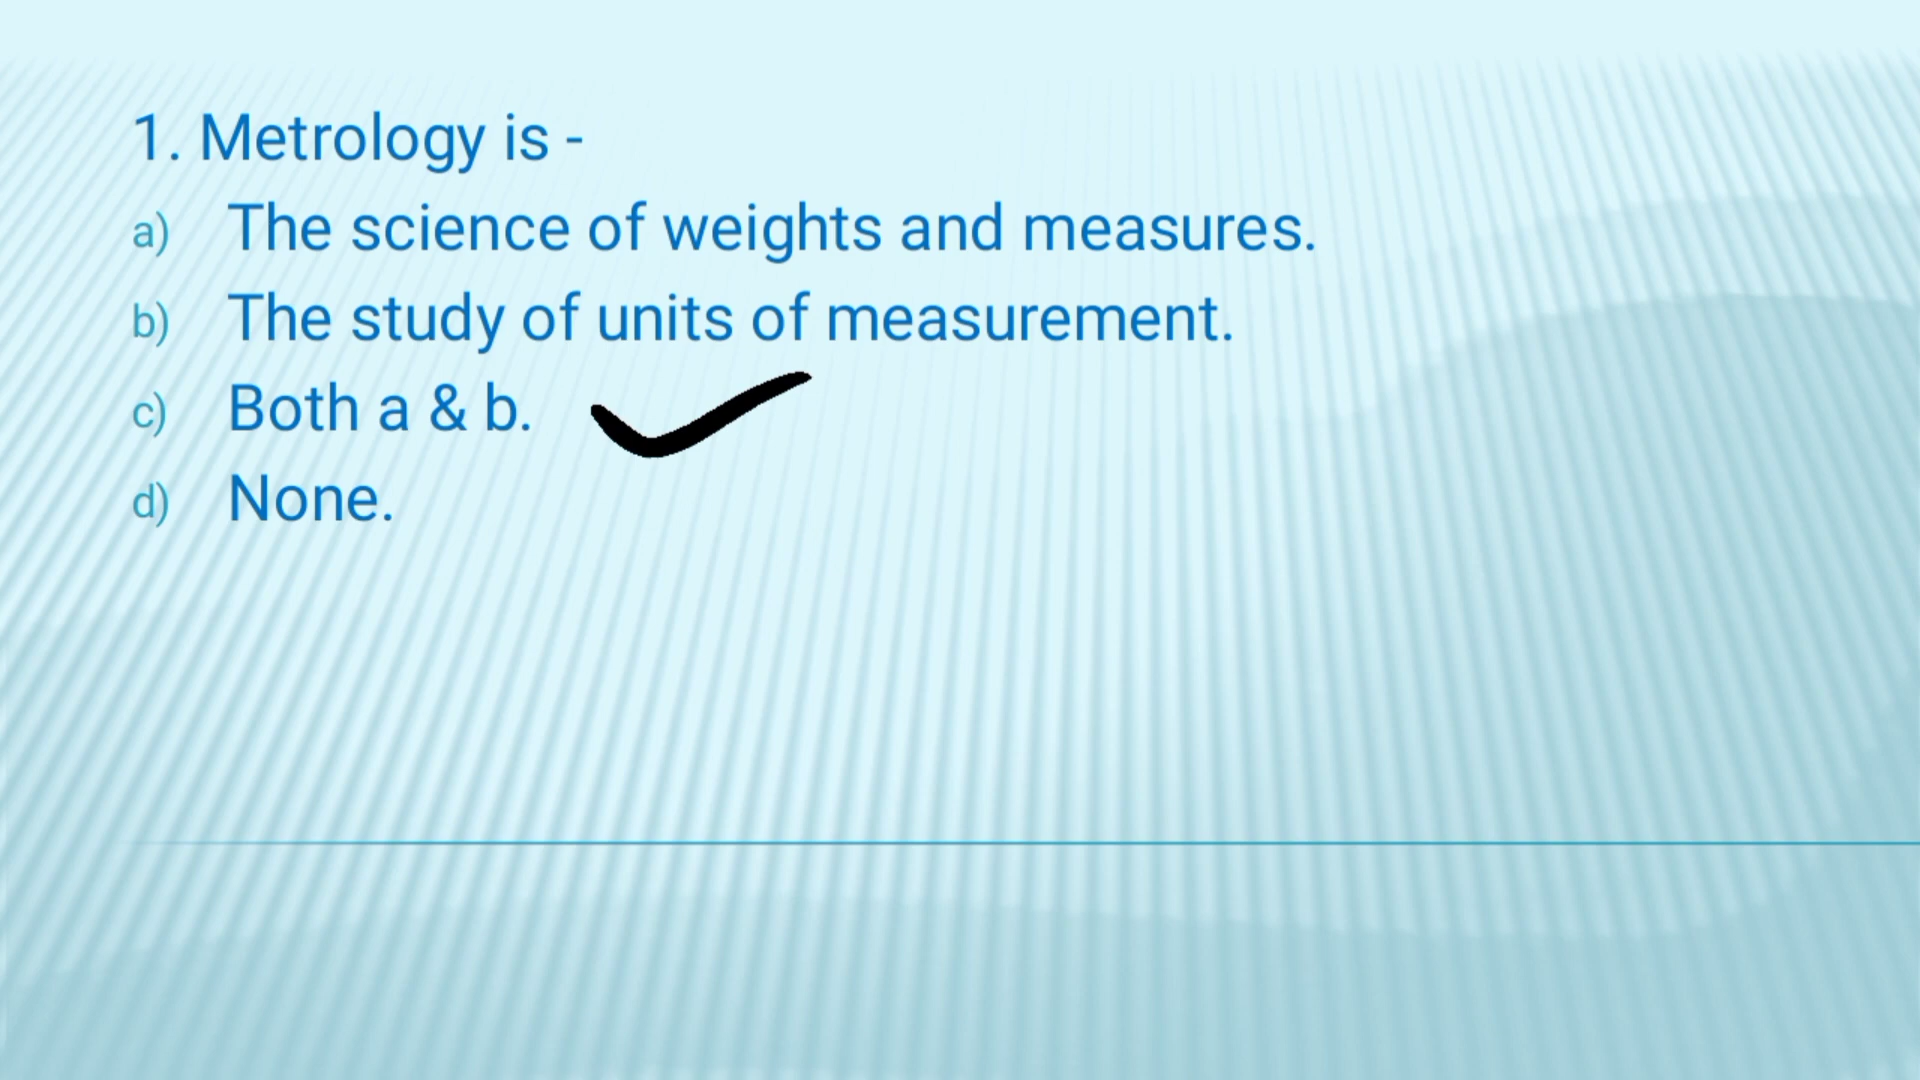 1. Metrology is -
a) The science of weights and measures.
b) The study of units of measurement.
c) Both a & b.
d) None.